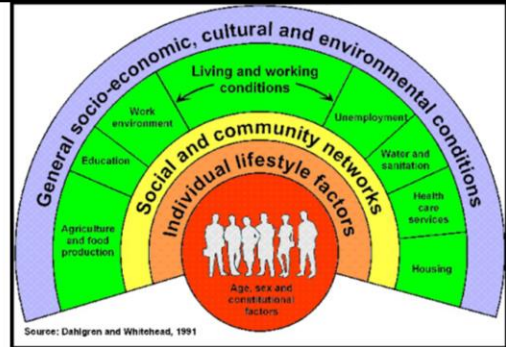 General socio-economic, cultural and environmental conditions
Living and working
conditions
Work
environment
Unemployment
Education
Water and
sanitation
Agriculture
and food
production
Health
care
services
Housing
Social and community networks
Individual lifestyle factors
Age, sex and
constitutional
factors
Source: Dahlgren and Whitehead, 1991